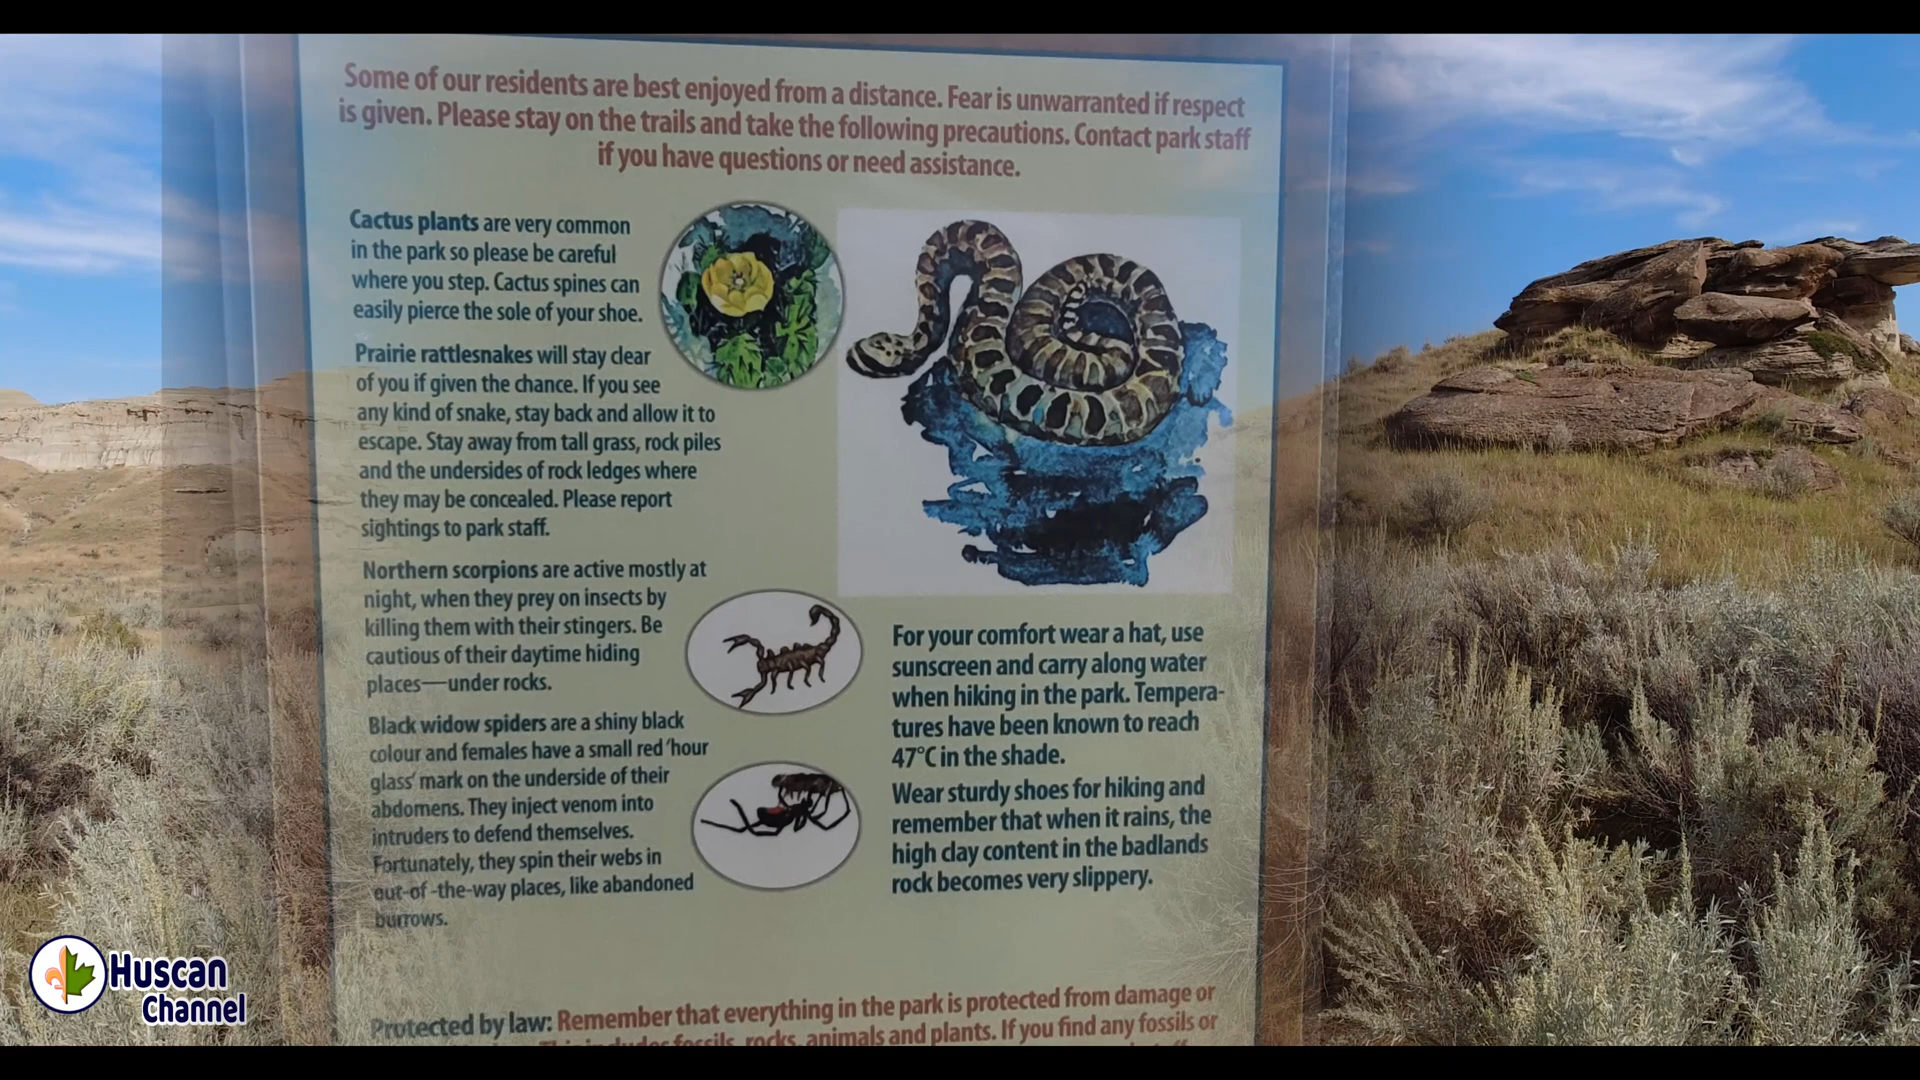 Some of our residents are best enjoyed from a distance. Fear is unwarranted if respect
is given. Please stay on the trails and take the following precautions. Contact park staff
if you have questions or need assistance.
Cactus plants are very common
in the park so please be careful
where you step. Cactus spines can
easily pierce the sole of your shoe.
Prairie rattlesnakes will stay clear
of you if given the chance. If you see
any kind of snake, stay back and allow it to
escape. Stay away from tall grass, rock piles
and the undersides of rock ledges where
they may be concealed. Please report
sightings to park staff.
Northern scorpions are active mostly at
night, when they prey on insects by
killing them with their stingers. Be
cautious of their daytime hiding
places—under rocks.
Black widow spiders are a shiny black
colour and females have a small red 'hour
glass' mark on the underside of their
abdomens. They inject venom into
intruders to defend themselves.
Fortunately, they spin their webs in
out-of -the-way places, like abandoned
burrows.
For your comfort wear a hat, use
sunscreen and carry along water
when hiking in the park. Tempera-
tures have been known to reach
47°C in the shade.
Wear sturdy shoes for hiking and
remember that when it rains, the
high clay content in the badlands
rock becomes very slippery.
Protected by law: Remember that everything in the park is protected from damage or
This includes fossils, rocks, animals and plants. If you find any fossils or
Huscan
Channel